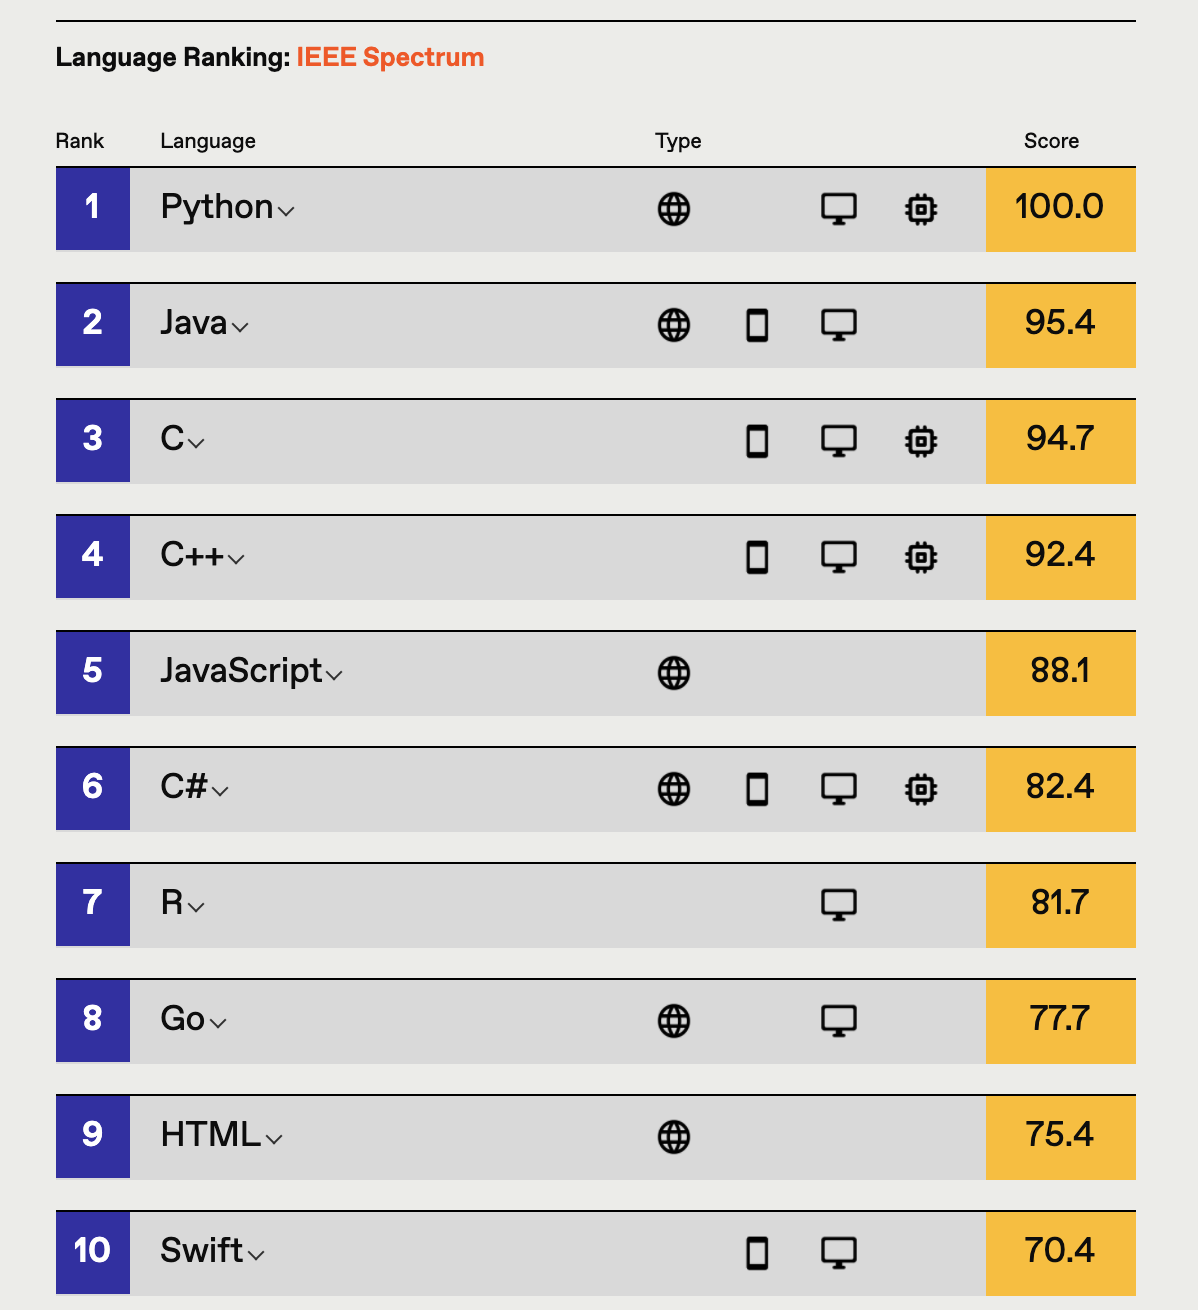 Language Ranking: IEEE Spectrum
Rank Language Type Score
1 Python 100.0
2 Java 95.4
3 C 94.7
4 C++ 92.4
5 JavaScript 88.1
6 C# 82.4
7 R 81.7
8 Go 77.7
9 HTML 75.4
10 Swift 70.4